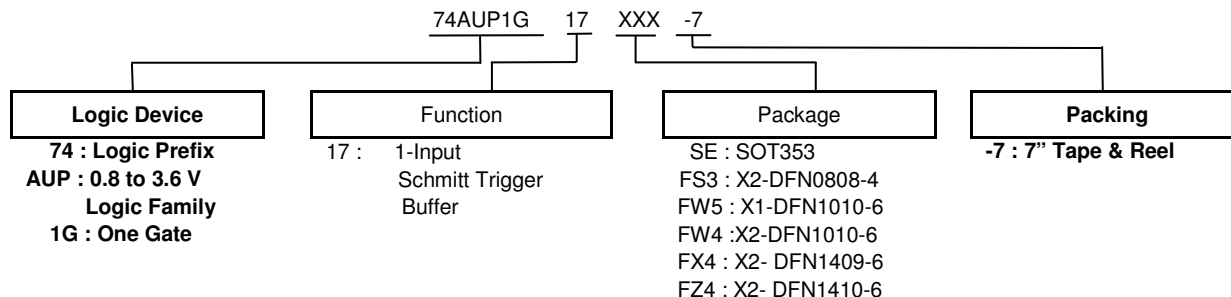 74AUP1G 17 XXX -7
Logic Device
74 : Logic Prefix
AUP : 0.8 to 3.6 V
Logic Family
1G : One Gate
Function
17 : 1-Input
Schmitt Trigger
Buffer
Package
SE : SOT353
FS3 : X2-DFN0808-4
FW5 : X1-DFN1010-6
FW4 :X2-DFN1010-6
FX4 : X2- DFN1409-6
FZ4 : X2- DFN1410-6
Packing
-7 : 7” Tape & Reel